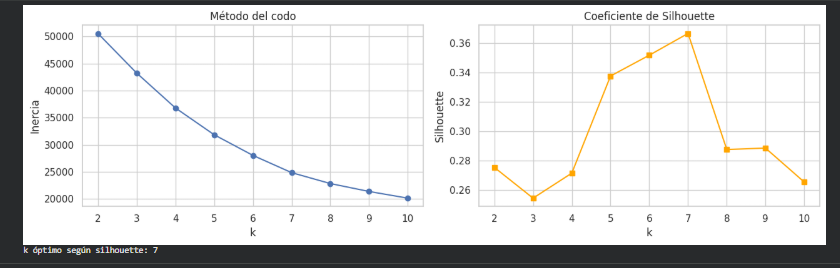 Método del codo
50000
45000
40000
35000
30000
25000
20000
Inercia
2 3 4 5 6 7 8 9 10
k
Coeficiente de Silhouette
0.36
0.34
0.32
0.30
0.28
0.26
Silhouette
2 3 4 5 6 7 8 9 10
k
k óptimo según silhouette: 7